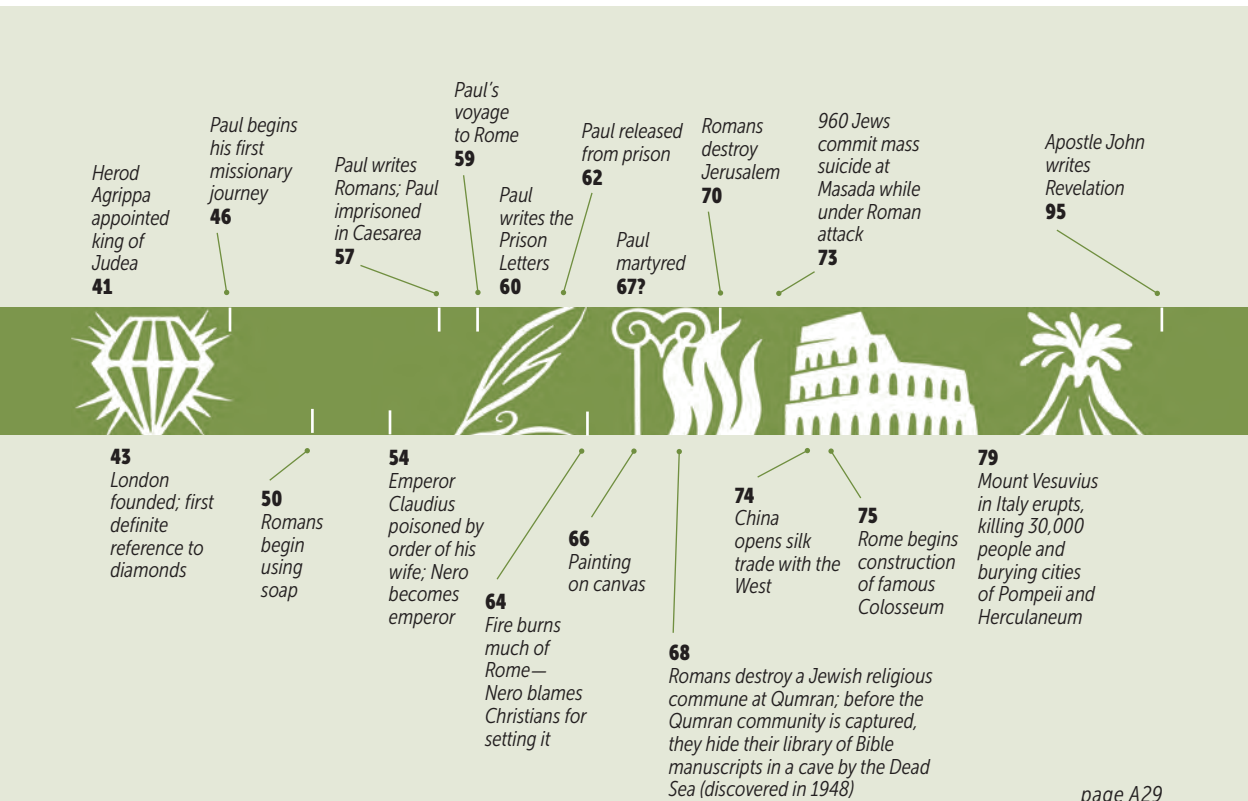 Herod
Agrippa
appointed
king of
Judea
41
Paul begins
his first
missionary
journey
46
Paul writes
Romans; Paul
imprisoned
in Caesarea
57
Paul's
voyage
to Rome
59
Paul
writes the
Prison
Letters
60
Paul released
from prison
62
Paul
martyred
67?
Romans
destroy
Jerusalem
70
960 Jews
commit mass
suicide at
Masada while
under Roman
attack
73
Apostle John
writes
Revelation
95
43
London
founded; first
definite
reference to
diamonds
50
Romans
begin
using
soap
54
Emperor
Claudius
poisoned by
order of his
wife; Nero
becomes
emperor
64
Fire burns
much of
Rome—
Nero blames
Christians for
setting it
66
Painting
on canvas
68
Romans destroy a Jewish religious
commune at Qumran; before the
Qumran community is captured,
they hide their library of Bible
manuscripts in a cave by the Dead
Sea (discovered in 1948)
74
China
opens silk
trade with the
West
75
Rome begins
construction
of famous
Colosseum
79
Mount Vesuvius
in Italy erupts,
killing 30,000
people and
burying cities
of Pompeii and
Herculaneum
page A29